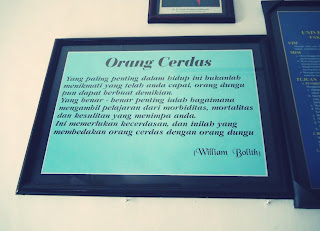 Orang Cerdas
Yang paling penting dalam hidup ini bukanlah
menikmati yang telah anda capai, orang dungu
pun dapat berbuat demikian.
Yang benar - benar penting ialah bagaimana
mengambil pelajaran dari morbiditas, mortalitas
dan kesulitan yang menimpa anda.
Ini memerlukan kecerdasan, dan inilah yang
membedakan orang cerdas dengan orang dungu
(William Bolith)